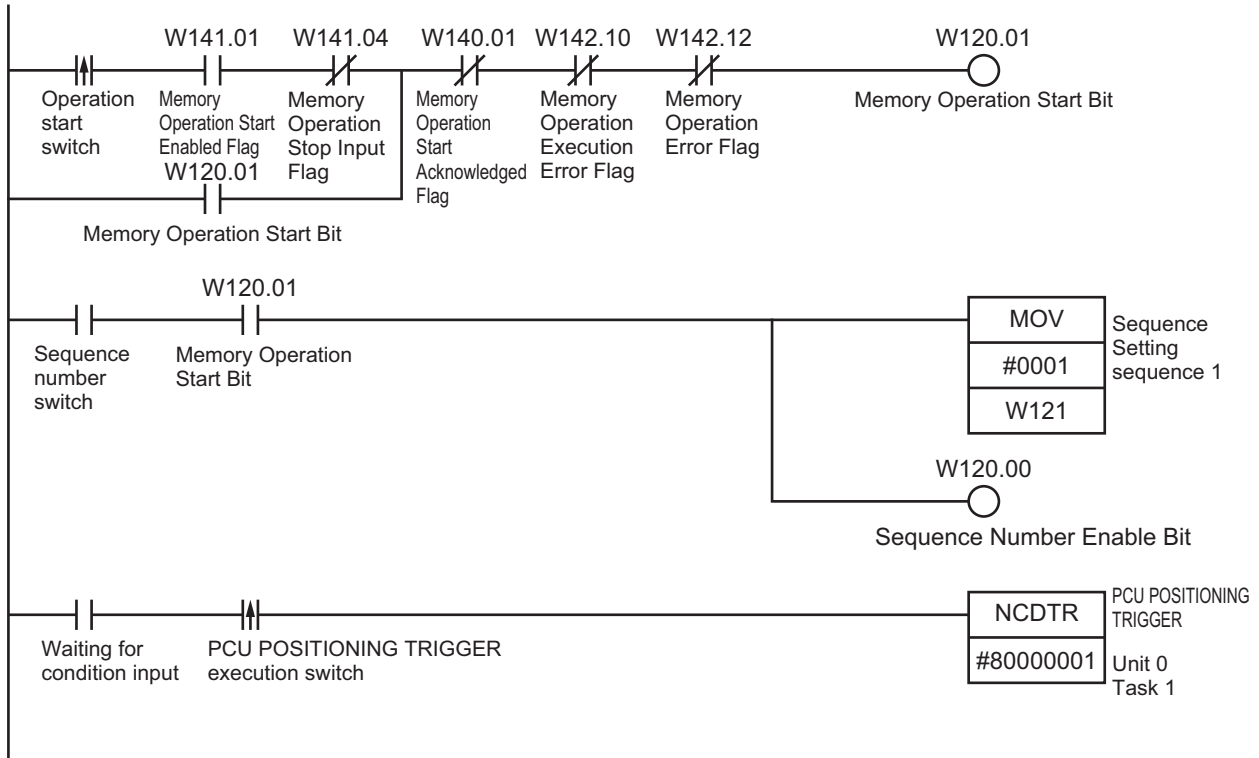 W141.01 W141.04 W140.01 W142.10 W142.12 W120.01
Operation
start
switch
Memory
Operation Start
Enabled Flag
Memory
Operation
Stop Input
Flag
Memory
Operation
Start
Acknowledged
Flag
Memory
Operation
Execution
Error Flag
Memory
Operation
Error Flag
Memory Operation Start Bit
W120.01
Memory Operation Start Bit
W120.01
Sequence
number
switch
Memory Operation
Start Bit
MOV
#0001
W121
Sequence
Setting
sequence 1
W120.00
Sequence Number Enable Bit
Waiting for
condition input
PCU POSITIONING TRIGGER
execution switch
NCDTR
#80000001
PCU POSITIONING
TRIGGER
Unit 0
Task 1